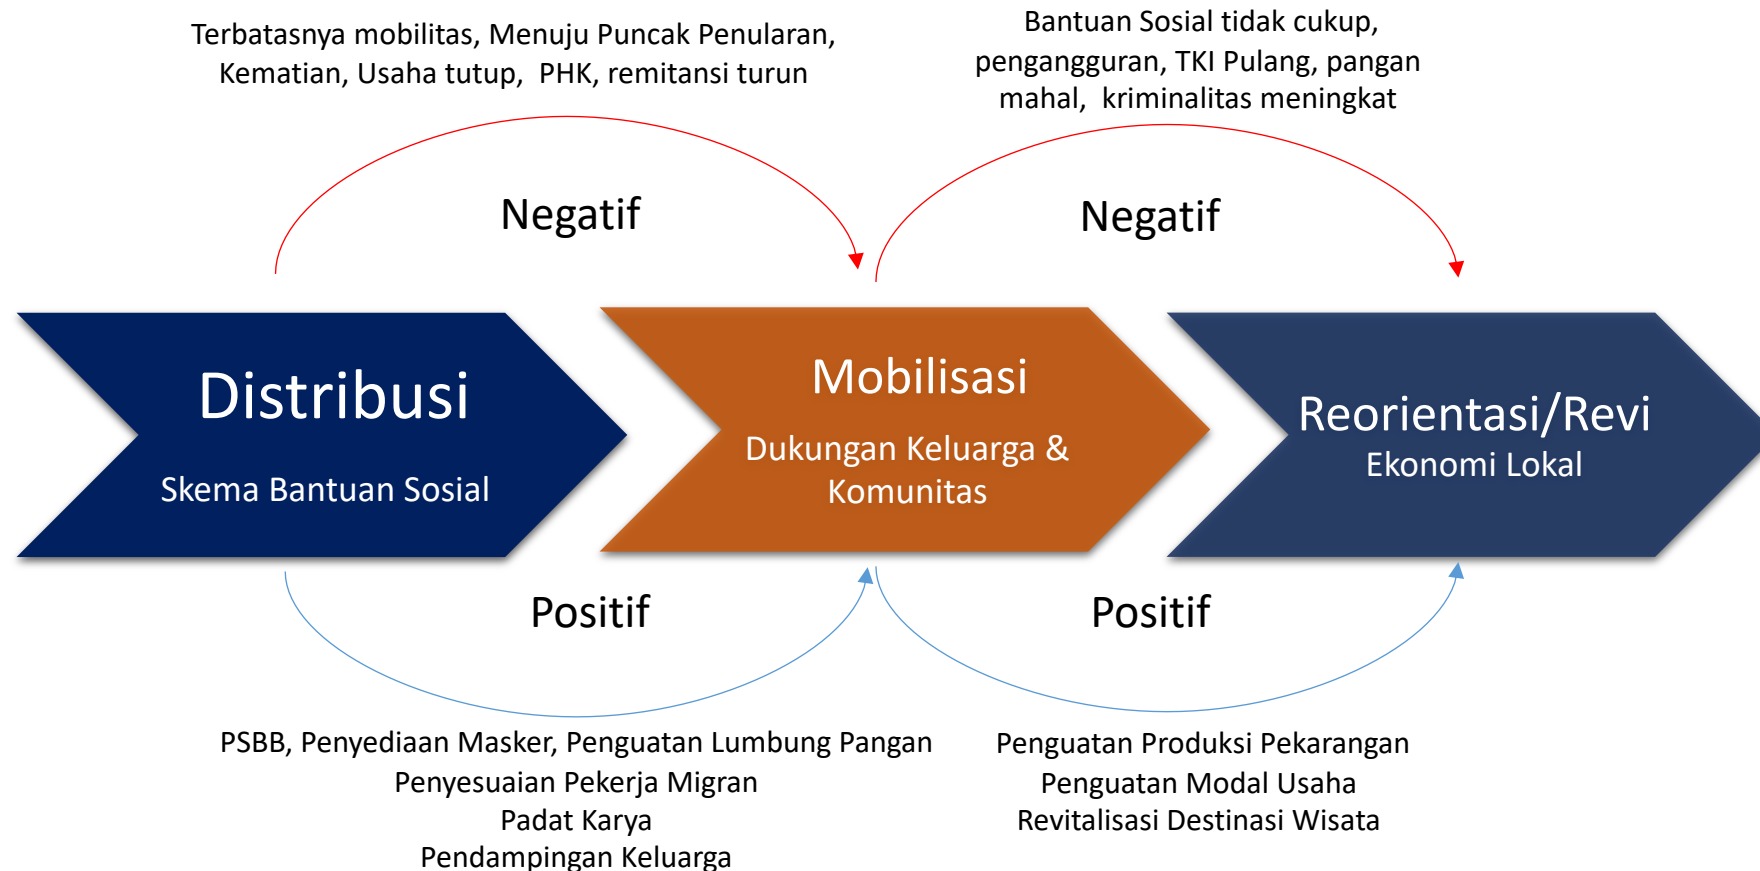 Terbatasnya mobilitas, Menuju Puncak Penularan,
Kematian, Usaha tutup, PHK, remitansi turun
Bantuan Sosial tidak cukup,
pengangguran, TKI Pulang, pangan
mahal, kriminalitas meningkat
Negatif
Negatif
Distribusi
Skema Bantuan Sosial
Mobilisasi
Dukungan Keluarga &
Komunitas
Reorientasi/Revi
Ekonomi Lokal
Positif
Positif
PSBB, Penyediaan Masker, Penguatan Lumbung Pangan
Penyesuaian Pekerja Migran
Padat Karya
Pendampingan Keluarga
Penguatan Produksi Pekarangan
Penguatan Modal Usaha
Revitalisasi Destinasi Wisata